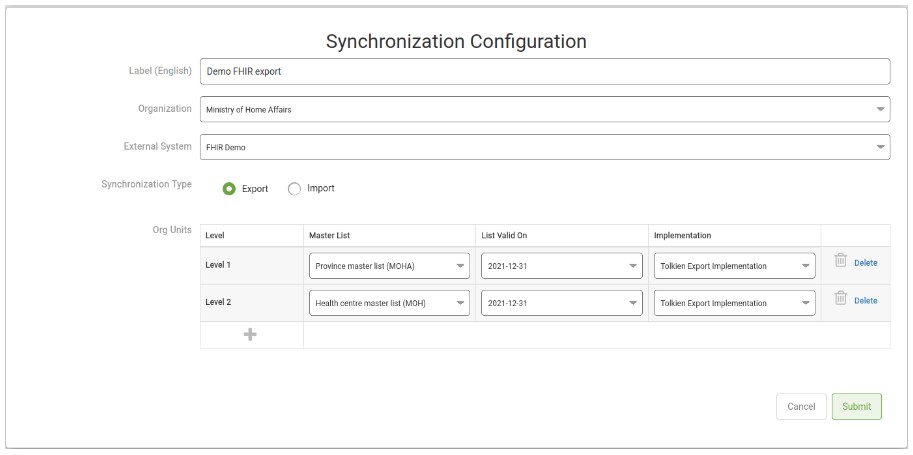 Synchronization Configuration
Label (English) Demo FHIR export
Organization Ministry of Home Affairs
External System FHIR Demo
Synchronization Type Export Import
Org Units Level Master List List Valid On Implementation
Level 1 Province master list (MOHA) 2021-12-31 Tolkien Export Implementation Delete
Level 2 Health centre master list (MOH) 2021-12-31 Tolkien Export Implementation Delete
Cancel Submit